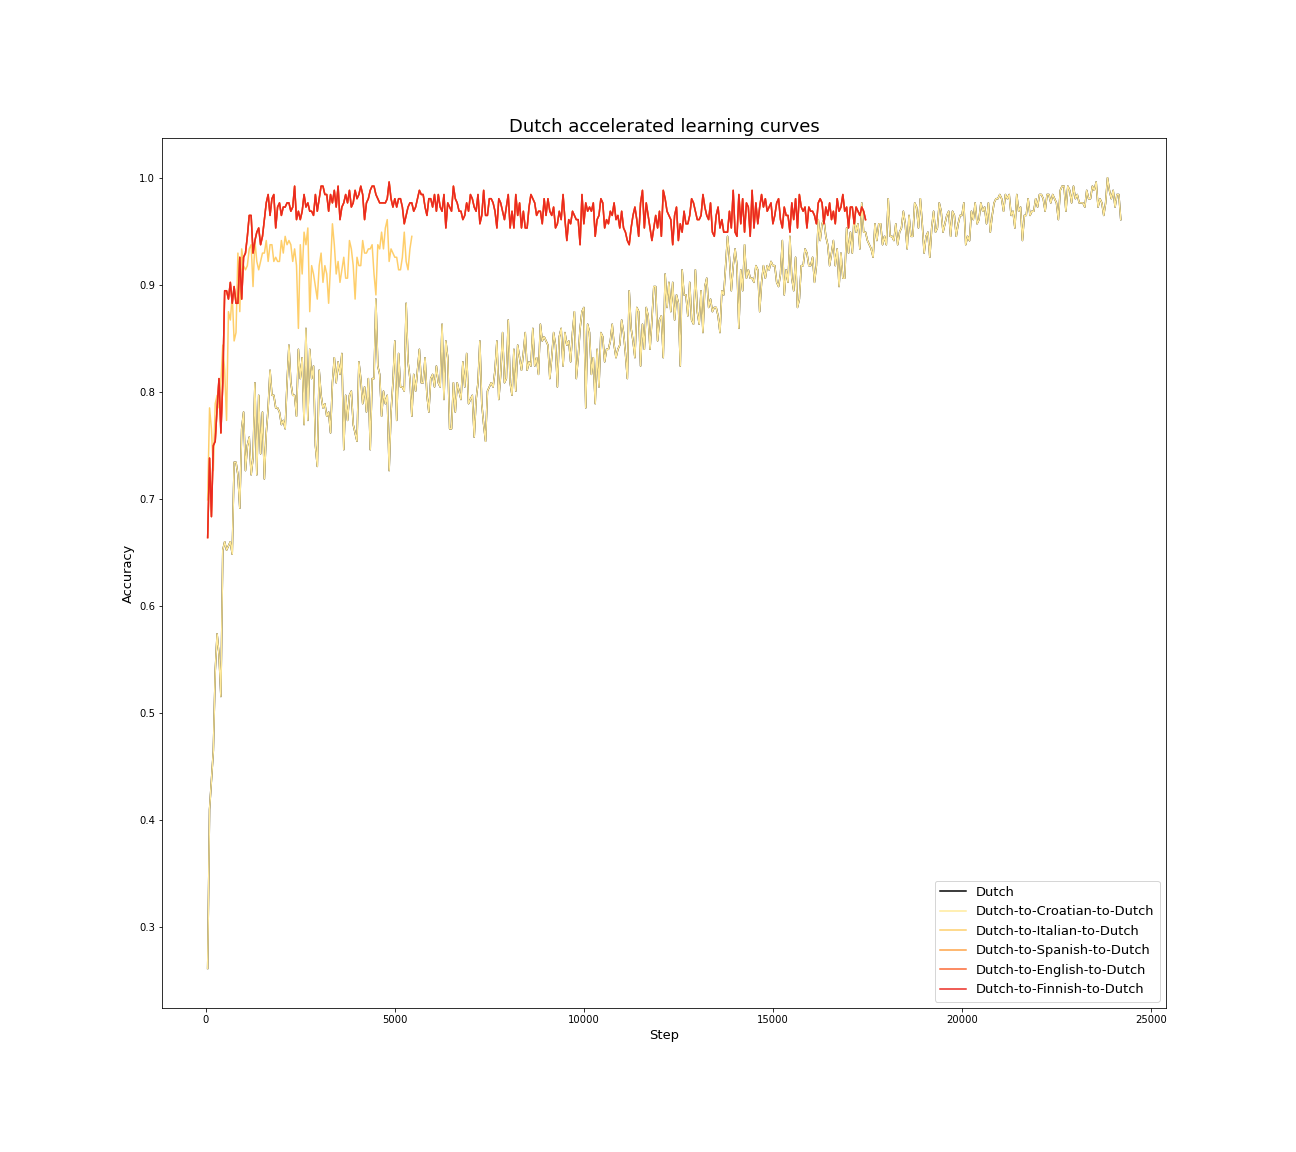 Dutch accelerated learning curves
1.0
0.9
0.8
0.7
0.6
0.5
0.4
0.3
Accuracy
0 5000 10000 15000 20000 25000
Step
Dutch
Dutch-to-Croatian-to-Dutch
Dutch-to-Italian-to-Dutch
Dutch-to-Spanish-to-Dutch
Dutch-to-English-to-Dutch
Dutch-to-Finnish-to-Dutch